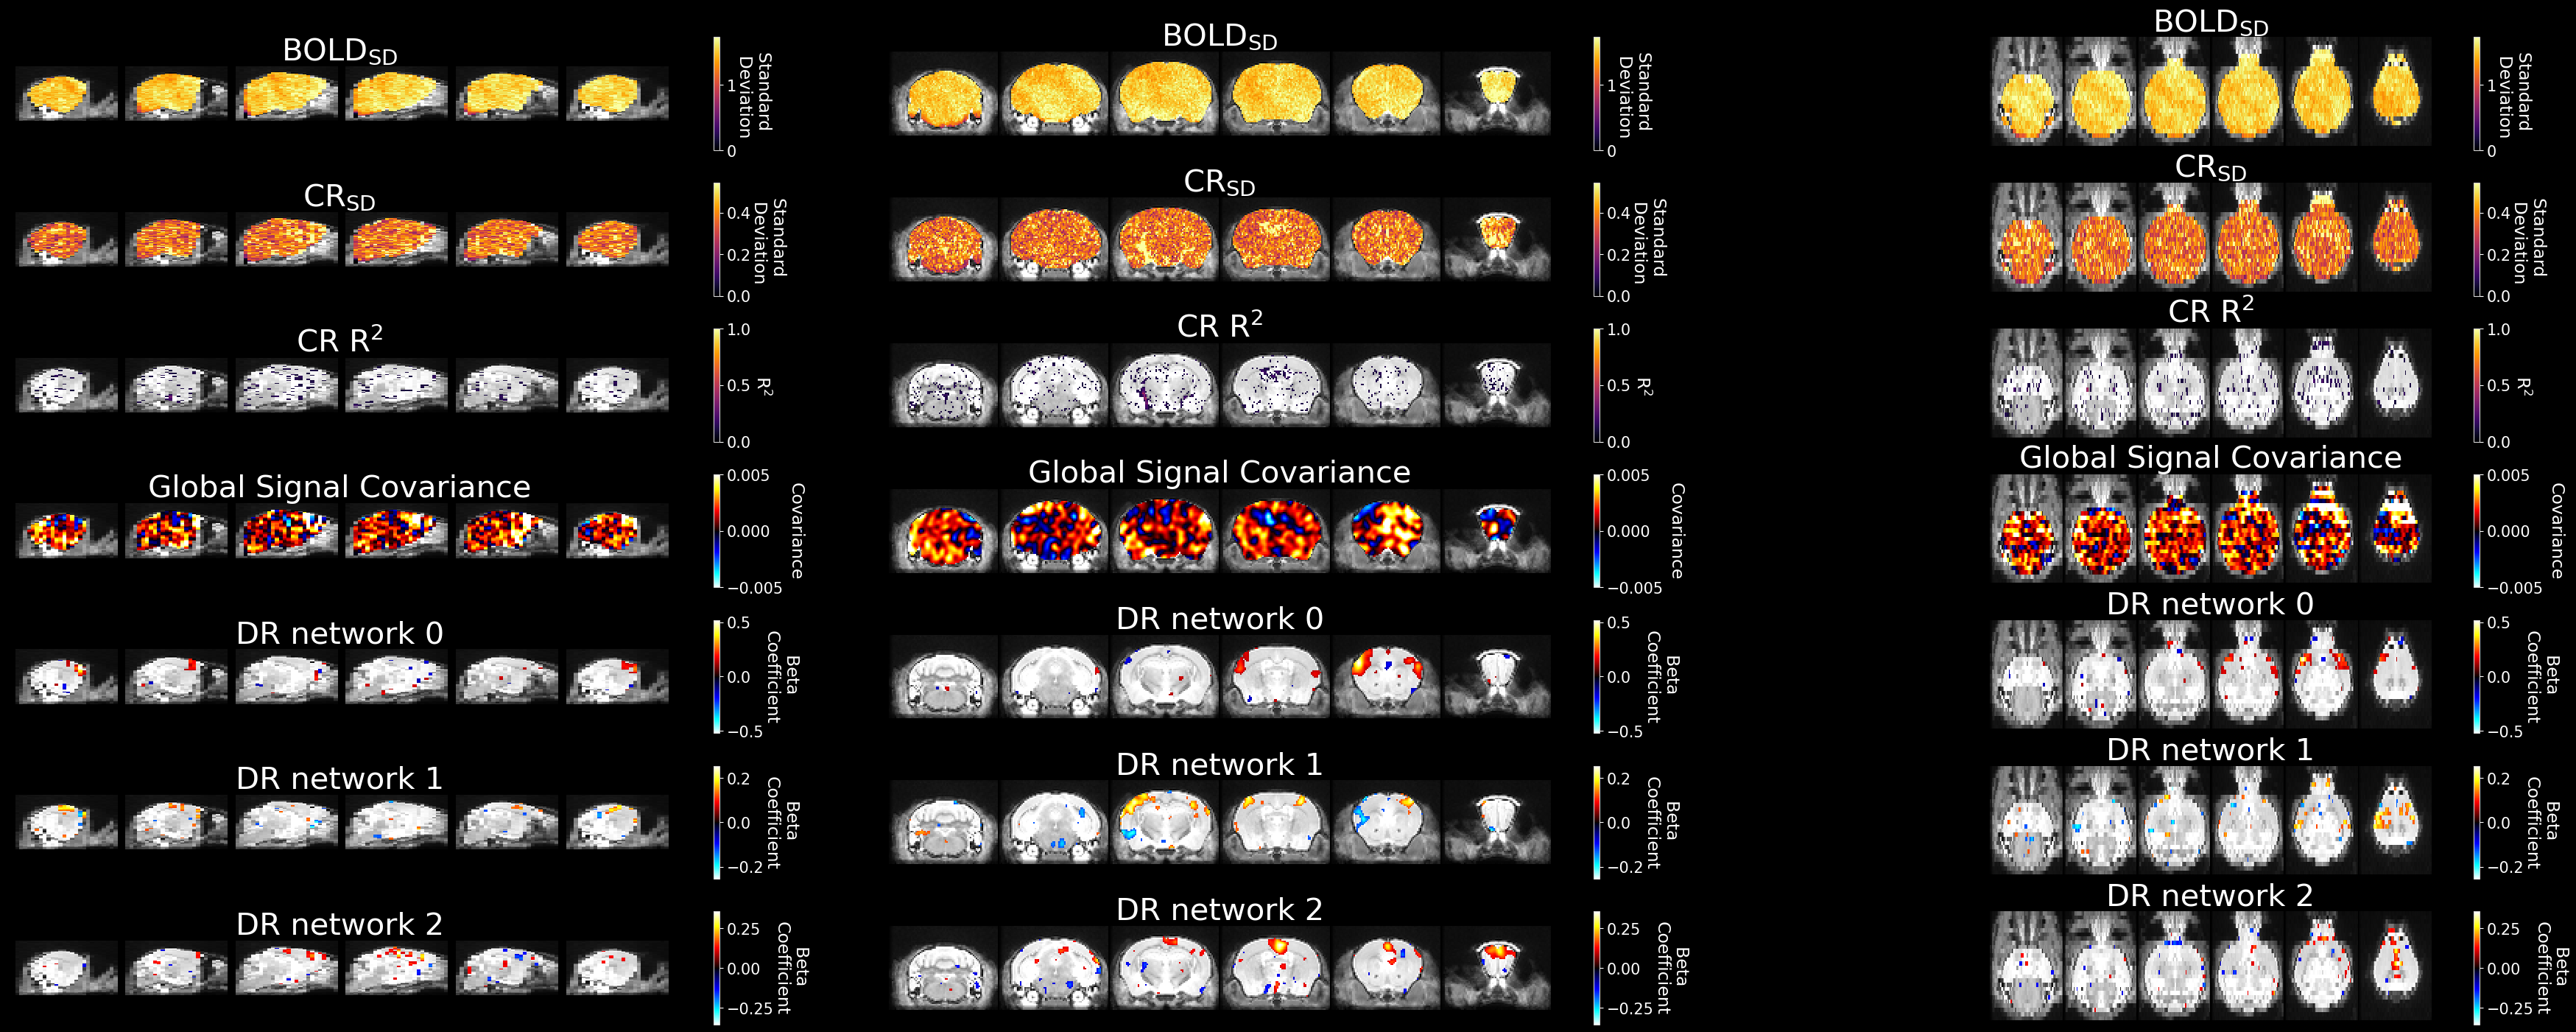 BOLD_SD
1
0
Standard
Deviation
CR_SD
0.4
0.2
0.0
Standard
Deviation
CR R²
1.0
0.5
0.0
R²
Global Signal Covariance
0.005
0.000
−0.005
Covariance
DR network 0
0.5
0.0
−0.5
Beta
Coefficient
DR network 1
0.2
0.0
−0.2
Beta
Coefficient
DR network 2
0.25
0.00
−0.25
Beta
Coefficient
BOLD_SD
1
0
Standard
Deviation
CR_SD
0.4
0.2
0.0
Standard
Deviation
CR R²
1.0
0.5
0.0
R²
Global Signal Covariance
0.005
0.000
−0.005
Covariance
DR network 0
0.5
0.0
−0.5
Beta
Coefficient
DR network 1
0.2
0.0
−0.2
Beta
Coefficient
DR network 2
0.25
0.00
−0.25
Beta
Coefficient
BOLD_SD
1
0
Standard
Deviation
CR_SD
0.4
0.2
0.0
Standard
Deviation
CR R²
1.0
0.5
0.0
R²
Global Signal Covariance
0.005
0.000
−0.005
Covariance
DR network 0
0.5
0.0
−0.5
Beta
Coefficient
DR network 1
0.2
0.0
−0.2
Beta
Coefficient
DR network 2
0.25
0.00
−0.25
Beta
Coefficient